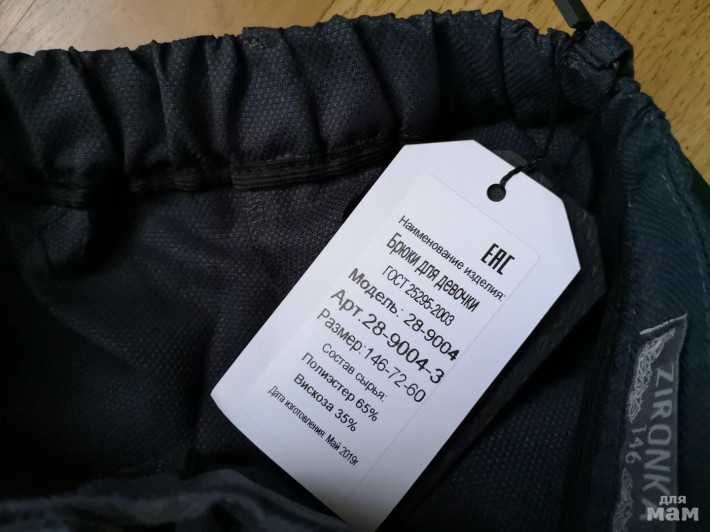 EAC
Наименование изделия:
Брюки для девочки
ГОСТ 25295-2003
Модель: 28-9004
Арт.28-9004-3
Размер:146-72-60
Состав сырья:
Полиэстер 65%
Вискоза 35%
Дата изготовления. Май 2019г
ZIRONKA
146
для
мам